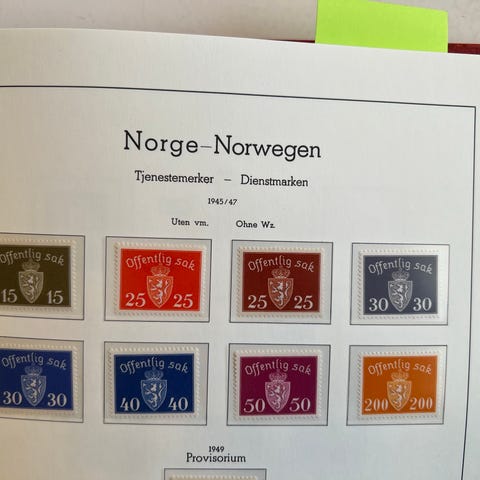 Norge–Norwegen
Tjenestemerker – Dienstmarken
1945/47
Uten vm. Ohne Wz.
Offentlig sak Offentlig sak Offentlig sak Offentlig sak
15 15 25 25 25 25 30 30
Offentlig sak Offentlig sak Offentlig sak Offentlig sak
30 30 40 40 50 50 200 200
1949
Provisorium